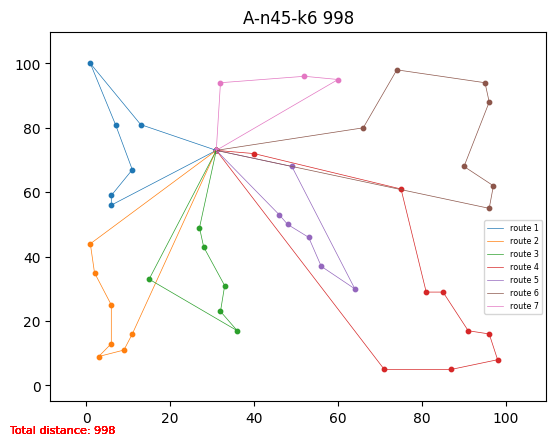 A-n45-k6 998
100
80
60
40
20
0
0 20 40 60 80 100
route 1
route 2
route 3
route 4
route 5
route 6
route 7
Total distance: 998